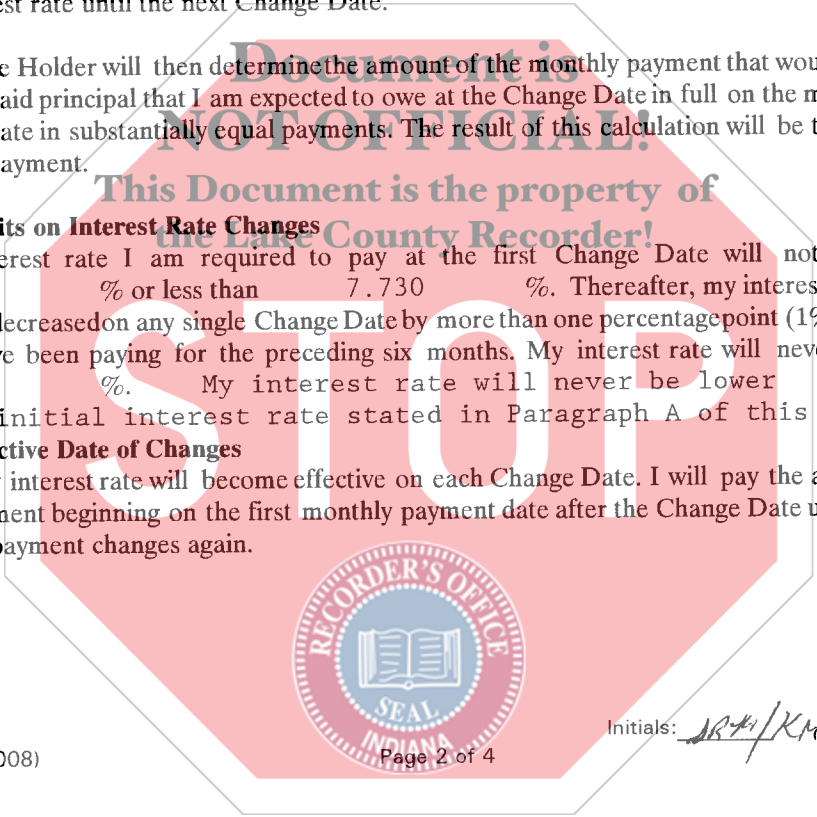 est rate until the next Change Date.
Document is
e Holder will then determine the amount of the monthly payment that wou
aid principal that I am expected to owe at the Change Date in full on the m
NOT OFFICIAL!
ate in substantially equal payments. The result of this calculation will be t
ayment.
This Document is the property of
its on Interest Rate Changes
the Lake County Recorder!
erest rate I am required to pay at the first Change Date will not
% or less than 7.730 %. Thereafter, my interes
decreased on any single Change Date by more than one percentage point (1%
e been paying for the preceding six months. My interest rate will neve
%. My interest rate will never be lower
initial interest rate stated in Paragraph A of this
STOP
ctive Date of Changes
interest rate will become effective on each Change Date. I will pay the a
nent beginning on the first monthly payment date after the Change Date u
payment changes again.
RECORDER'S OFFICE
SEAL
INDIANA
Initials:
008)
Page 2 of 4